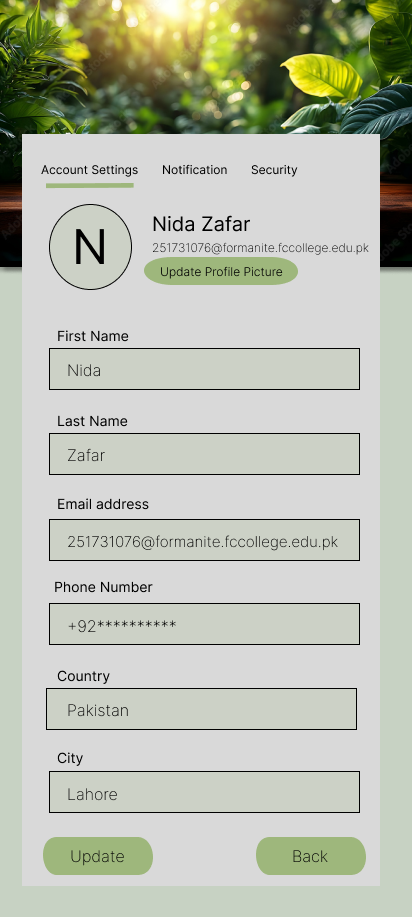 Account Settings Notification Security
N
Nida Zafar
251731076@formanite.fccollege.edu.pk
Update Profile Picture
First Name
Nida
Last Name
Zafar
Email address
251731076@formanite.fccollege.edu.pk
Phone Number
+92**********
Country
Pakistan
City
Lahore
Update Back